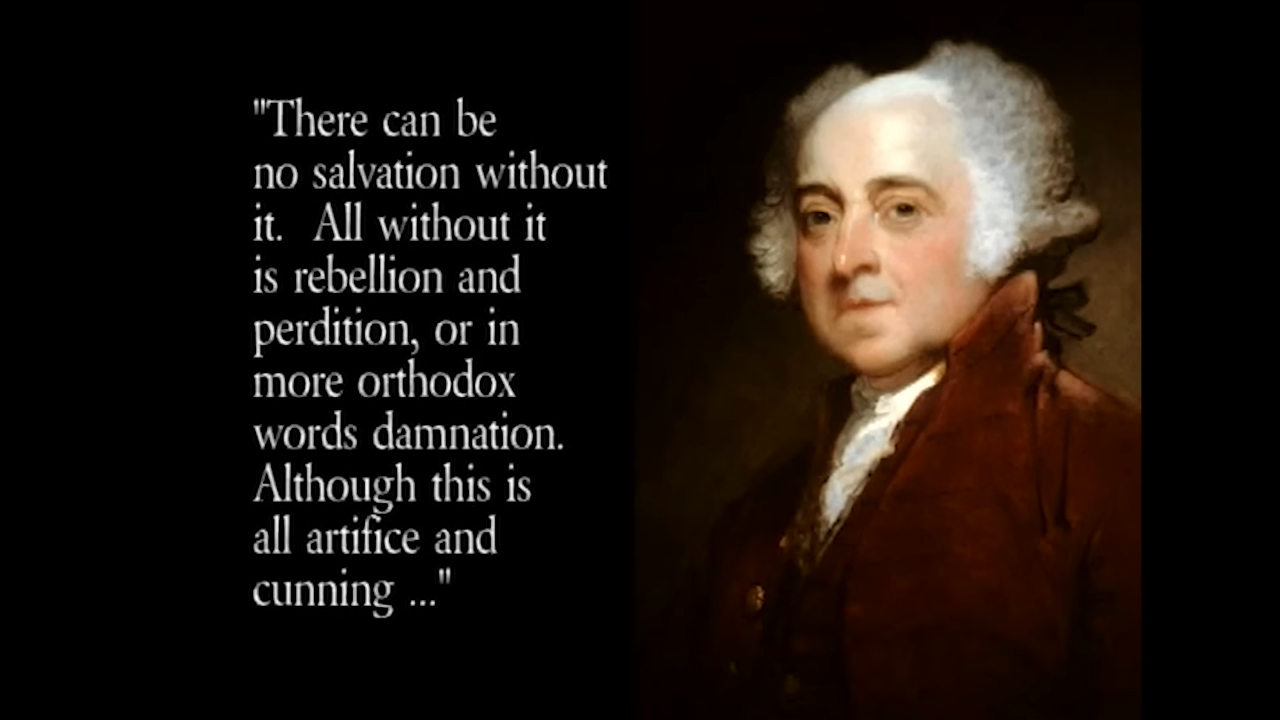 "There can be
no salvation without
it.  All without it
is rebellion and
perdition, or in
more orthodox
words damnation.
Although this is
all artifice and
cunning ..."